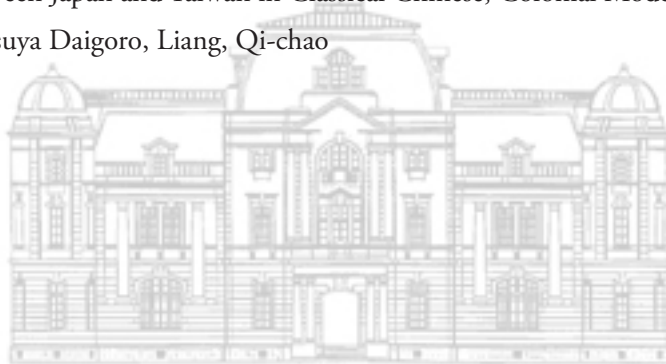 een Japan and Taiwan in Classical Chinese, Colonial Mode
suya Daigoro, Liang, Qi-chao